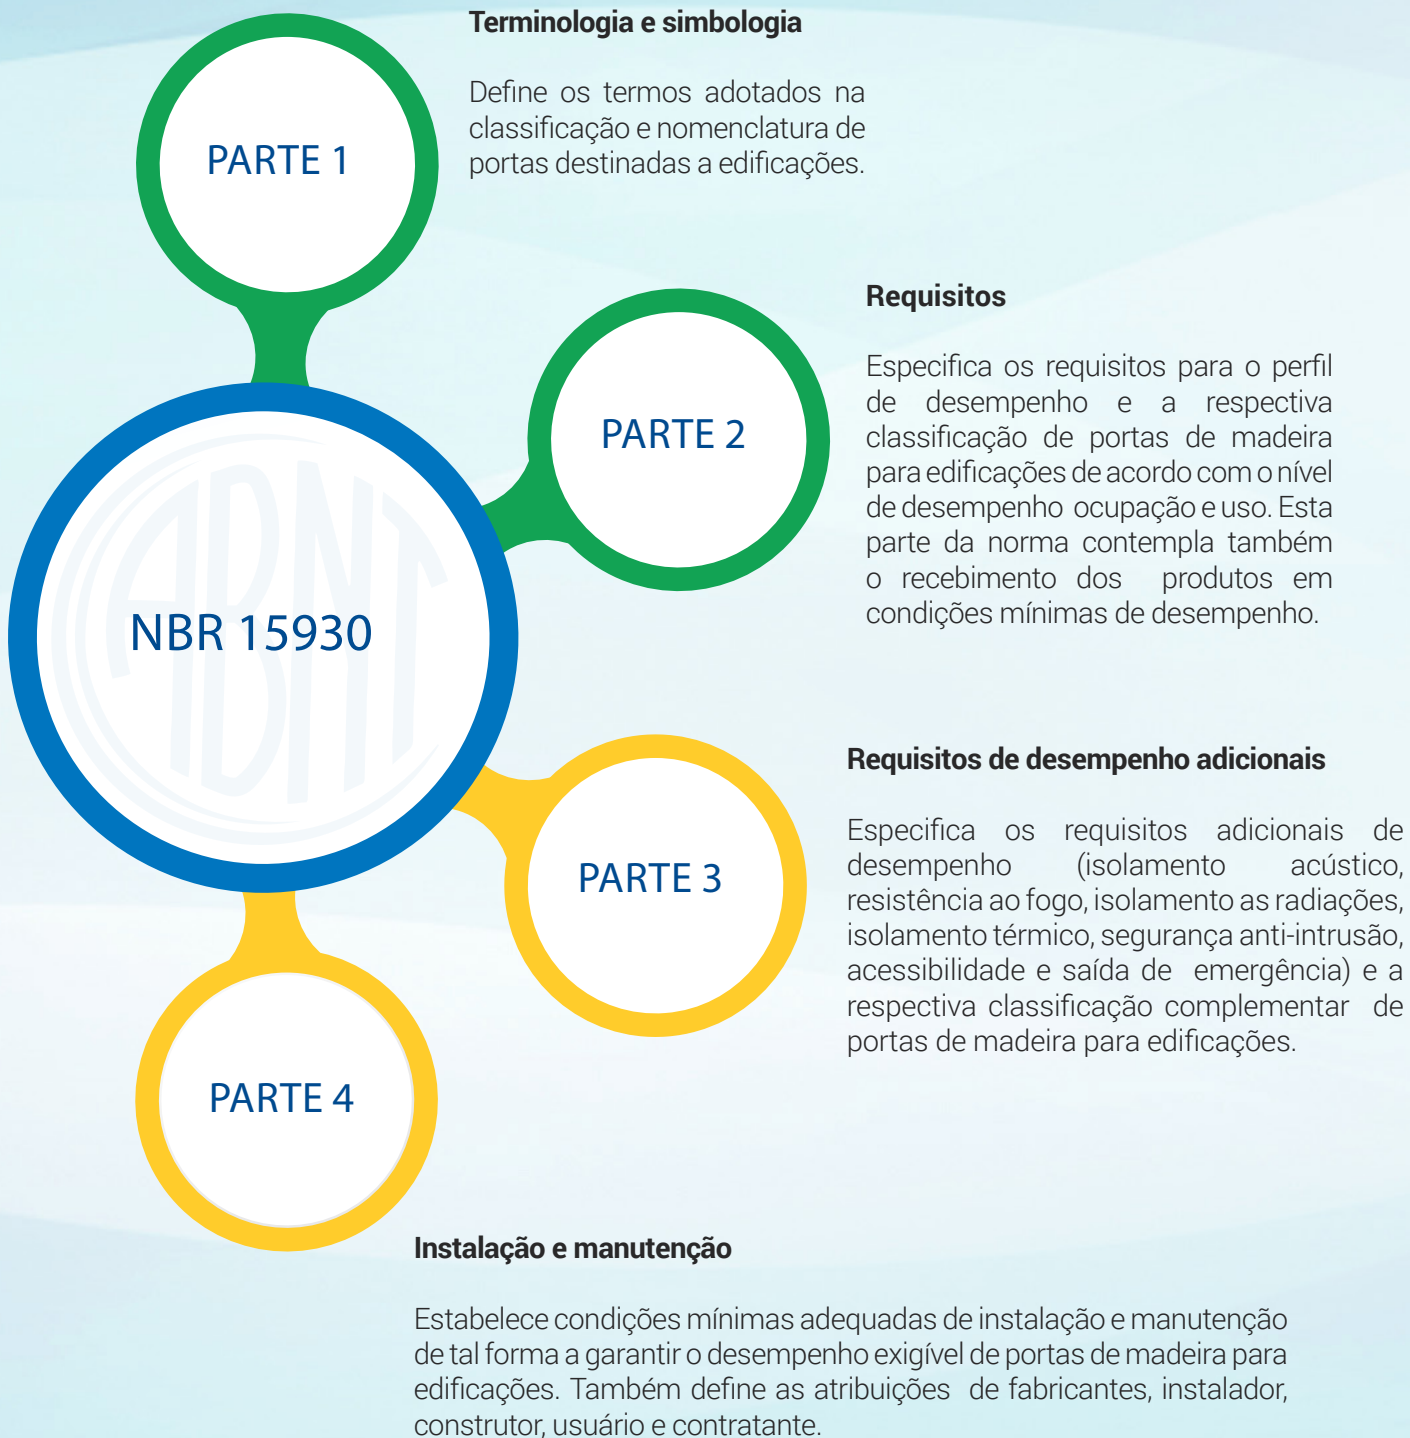 Terminologia e simbologia
Define os termos adotados na
classificação e nomenclatura de
portas destinadas a edificações.
PARTE 1
Requisitos
Especifica os requisitos para o perfil
de desempenho e a respectiva
classificação de portas de madeira
para edificações de acordo com o nível
de desempenho ocupação e uso. Esta
parte da norma contempla também
o recebimento dos produtos em
condições mínimas de desempenho.
PARTE 2
ABNT
NBR 15930
Requisitos de desempenho adicionais
Especifica os requisitos adicionais de
desempenho (isolamento acústico,
resistência ao fogo, isolamento as radiações,
isolamento térmico, segurança anti-intrusão,
acessibilidade e saída de emergência) e a
respectiva classificação complementar de
portas de madeira para edificações.
PARTE 3
PARTE 4
Instalação e manutenção
Estabelece condições mínimas adequadas de instalação e manutenção
de tal forma a garantir o desempenho exigível de portas de madeira para
edificações. Também define as atribuições de fabricantes, instalador,
construtor, usuário e contratante.